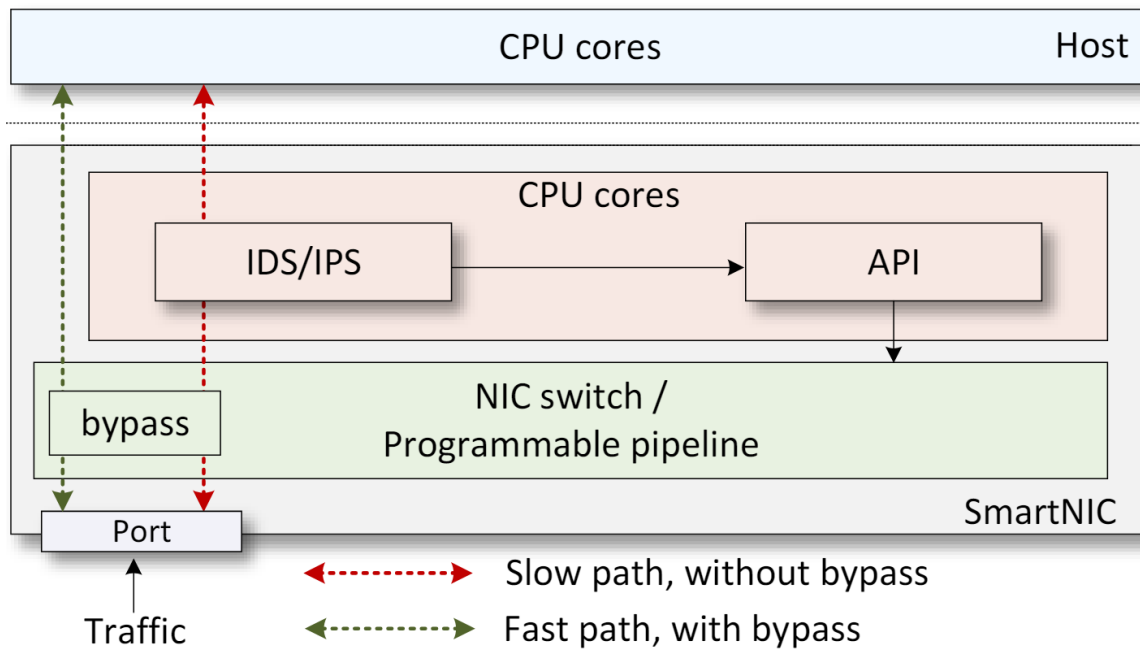 CPU cores
Host
CPU cores
IDS/IPS
API
bypass
NIC switch /
Programmable pipeline
SmartNIC
Port
Traffic
Slow path, without bypass
Fast path, with bypass